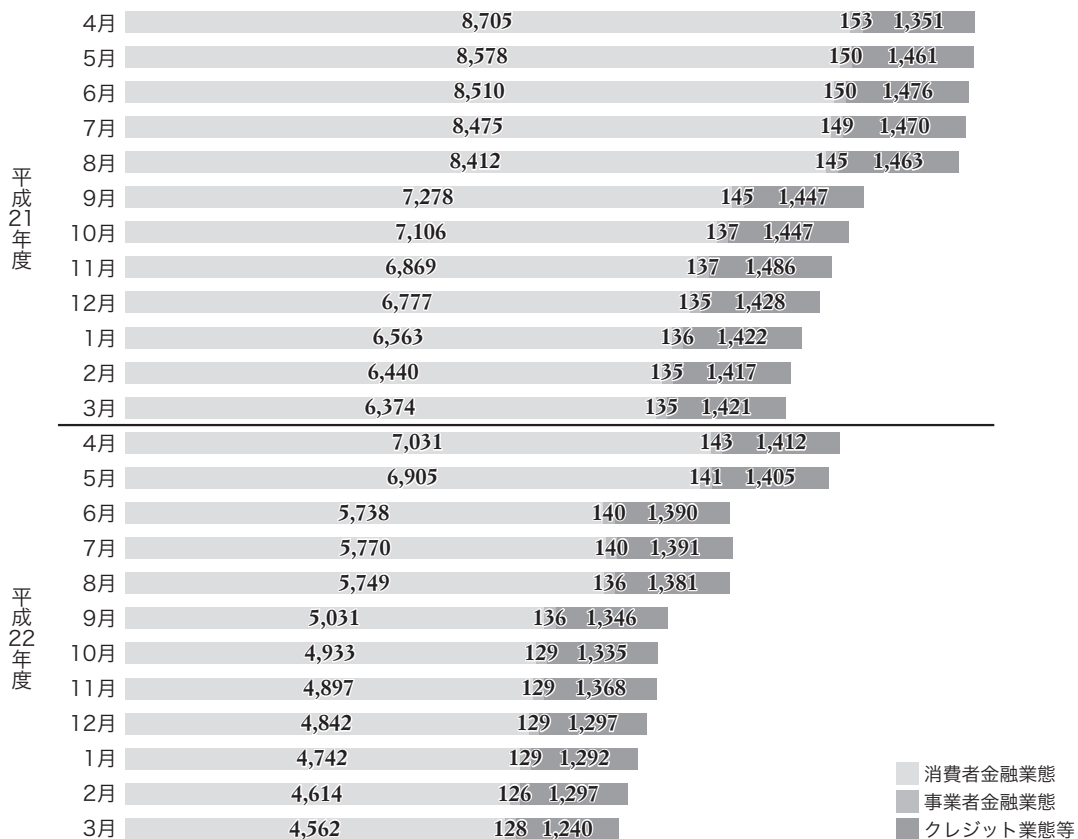 平成21年度
4月 8,705 153 1,351
5月 8,578 150 1,461
6月 8,510 150 1,476
7月 8,475 149 1,470
8月 8,412 145 1,463
9月 7,278 145 1,447
10月 7,106 137 1,447
11月 6,869 137 1,486
12月 6,777 135 1,428
1月 6,563 136 1,422
2月 6,440 135 1,417
3月 6,374 135 1,421
平成22年度
4月 7,031 143 1,412
5月 6,905 141 1,405
6月 5,738 140 1,390
7月 5,770 140 1,391
8月 5,749 136 1,381
9月 5,031 136 1,346
10月 4,933 129 1,335
11月 4,897 129 1,368
12月 4,842 129 1,297
1月 4,742 129 1,292
2月 4,614 126 1,297
3月 4,562 128 1,240
消費者金融業態
事業者金融業態
クレジット業態等